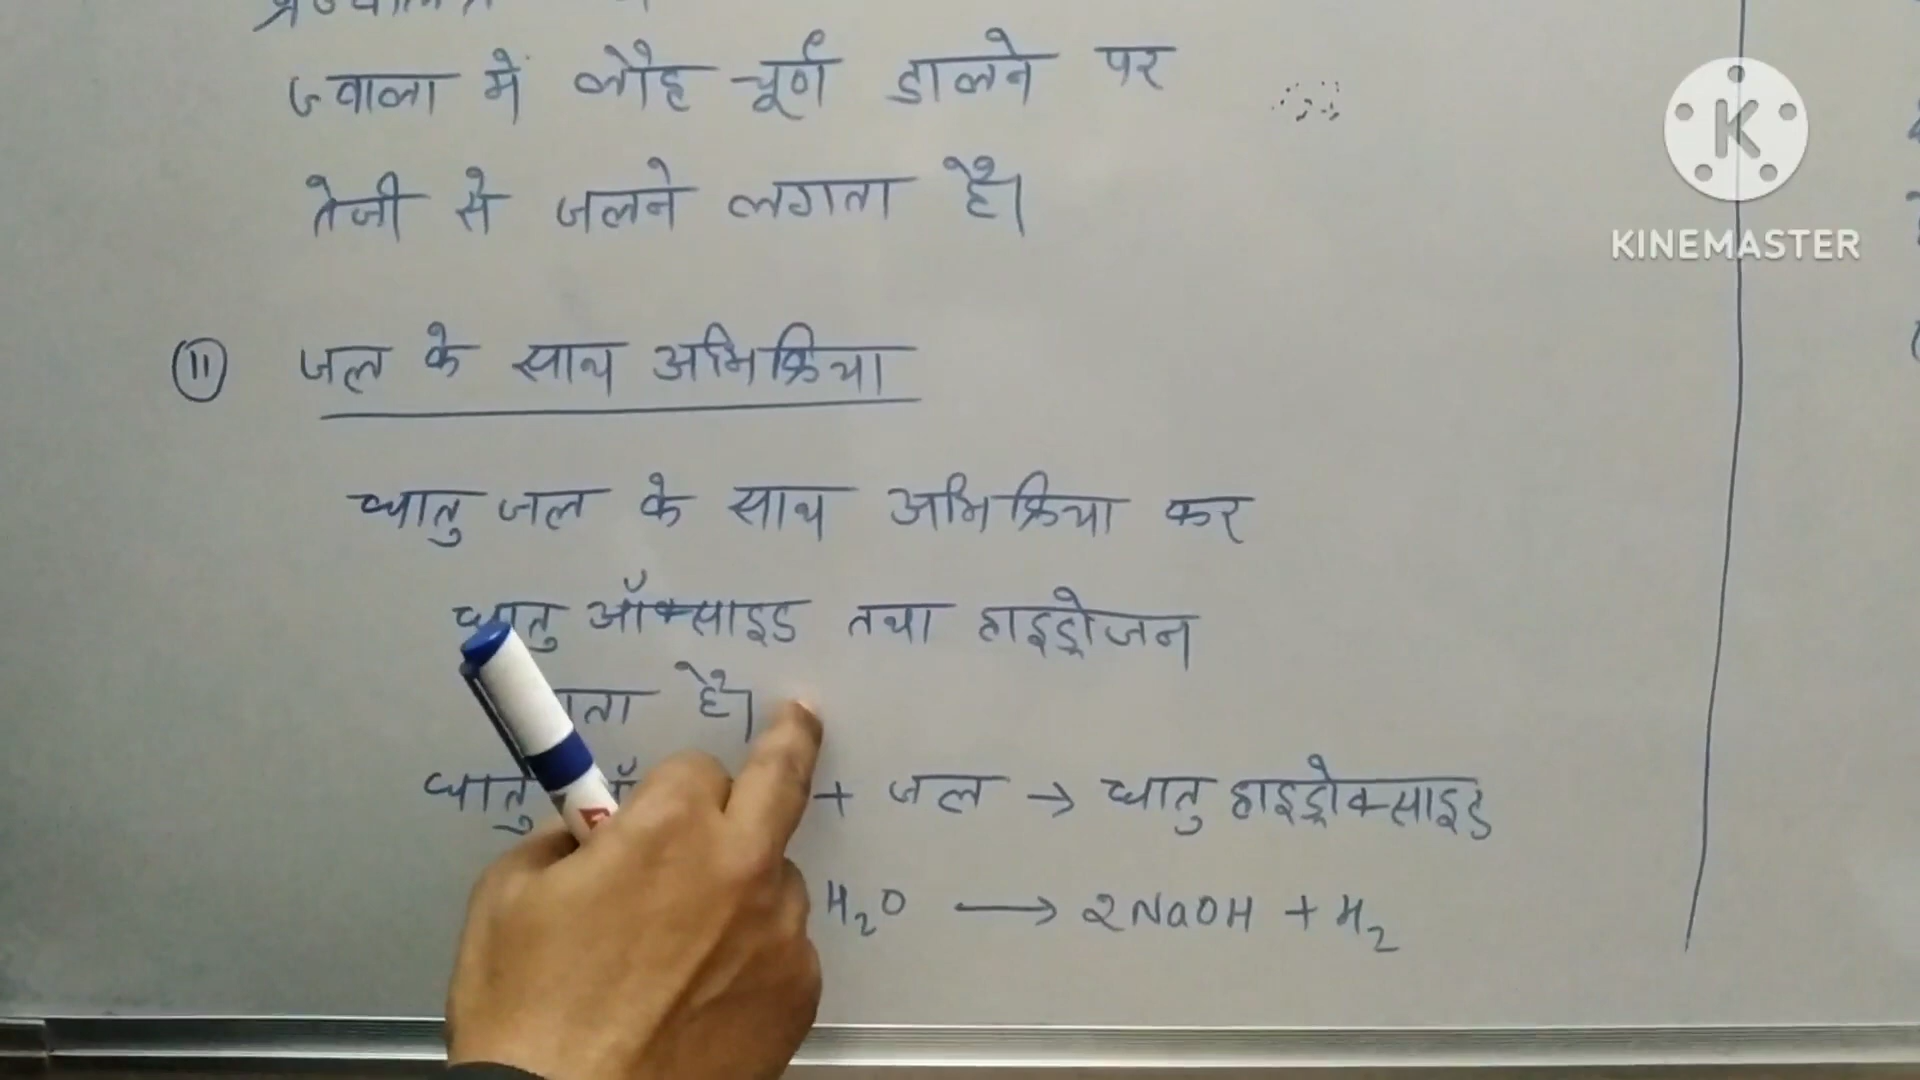 ज्वाला में लौह चूर्ण डालने पर
तेजी से जलने लगता है।
K
KINEMASTER
(ii) जल के साथ अभिक्रिया
धातु जल के साथ अभिक्रिया कर
धातु ऑक्साइड तथा हाइड्रोजन
है।
धातु + जल → धातु हाइड्रोक्साइड
H₂O ⟶ 2NaOH + H₂